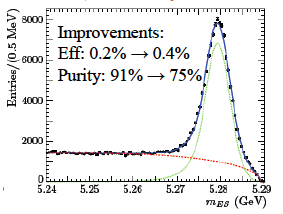 Improvements:
Eff: 0.2% → 0.4%
Purity: 91% → 75%
Entries/(0.5 MeV)
8000
6000
4000
2000
0
5.24 5.25 5.26 5.27 5.28 5.29
m_ES (GeV)